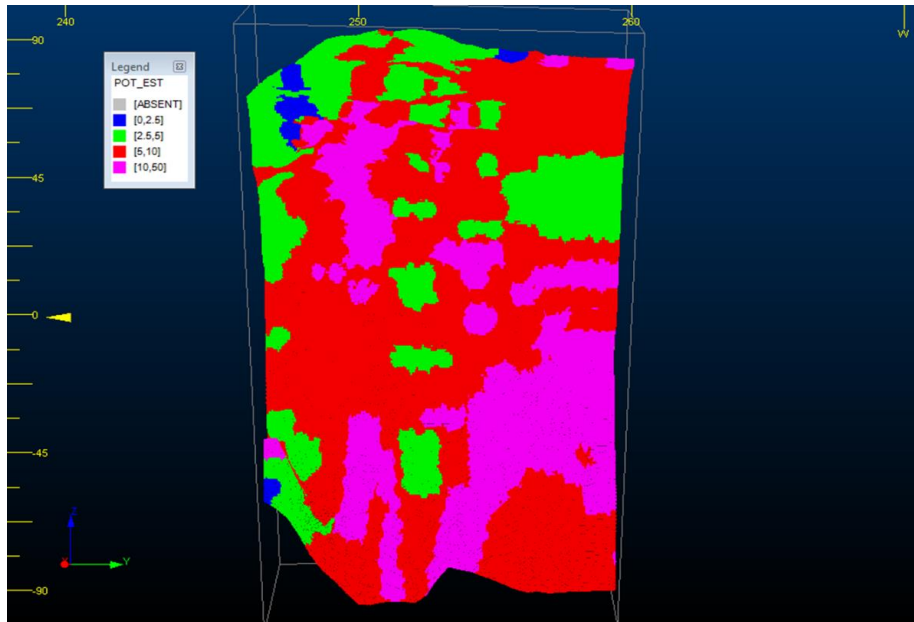 240 250 260
W
90
Legend
POT_EST
[ABSENT]
[0,2.5]
[2.5,5]
[5,10]
[10,50]
45
0
-45
Z
X Y
-90